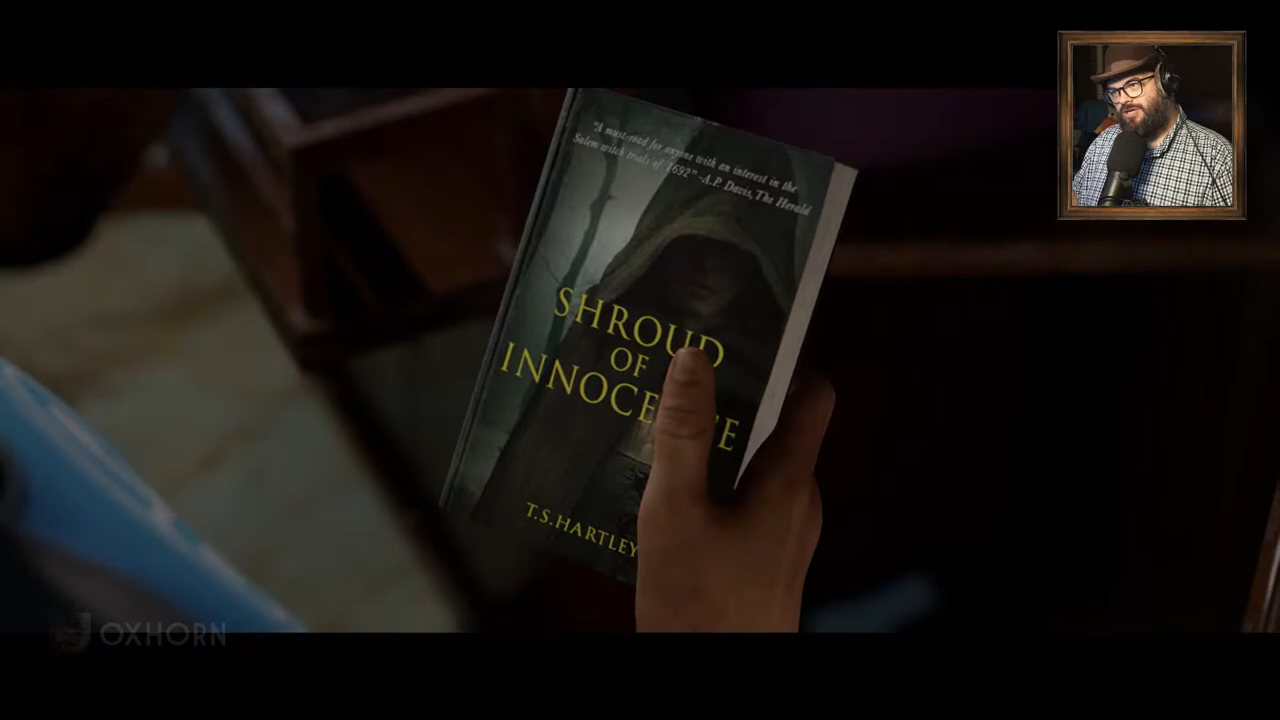 "A must-read for anyone with an interest in the
Salem witch trials of 1692" -A.P. Davis, The Herald
SHROUD
OF
INNOCE E
T.S.HARTLEY
OXHORN